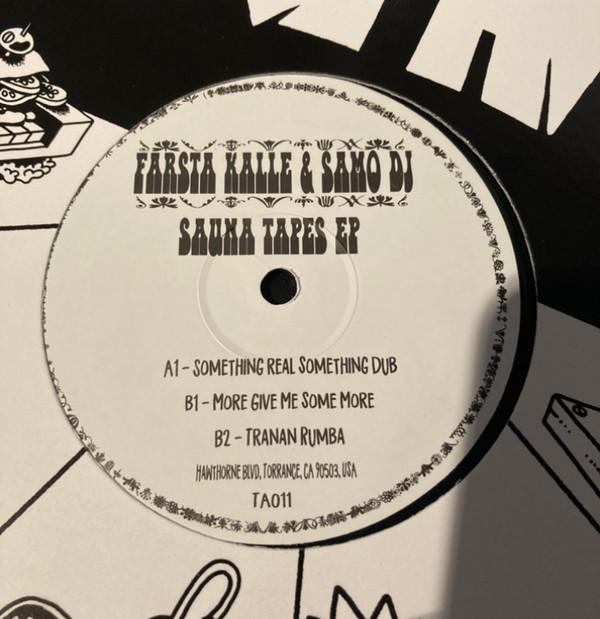 FARSTA KALLE & SAMO DJ
SAUNA TAPES EP
A1 - SOMETHING REAL SOMETHING DUB
B1 - MORE GIVE ME SOME MORE
B2 - TRANAN RUMBA
HAWTHORNE BLVD, TORRANCE, CA 90503, USA
TA011